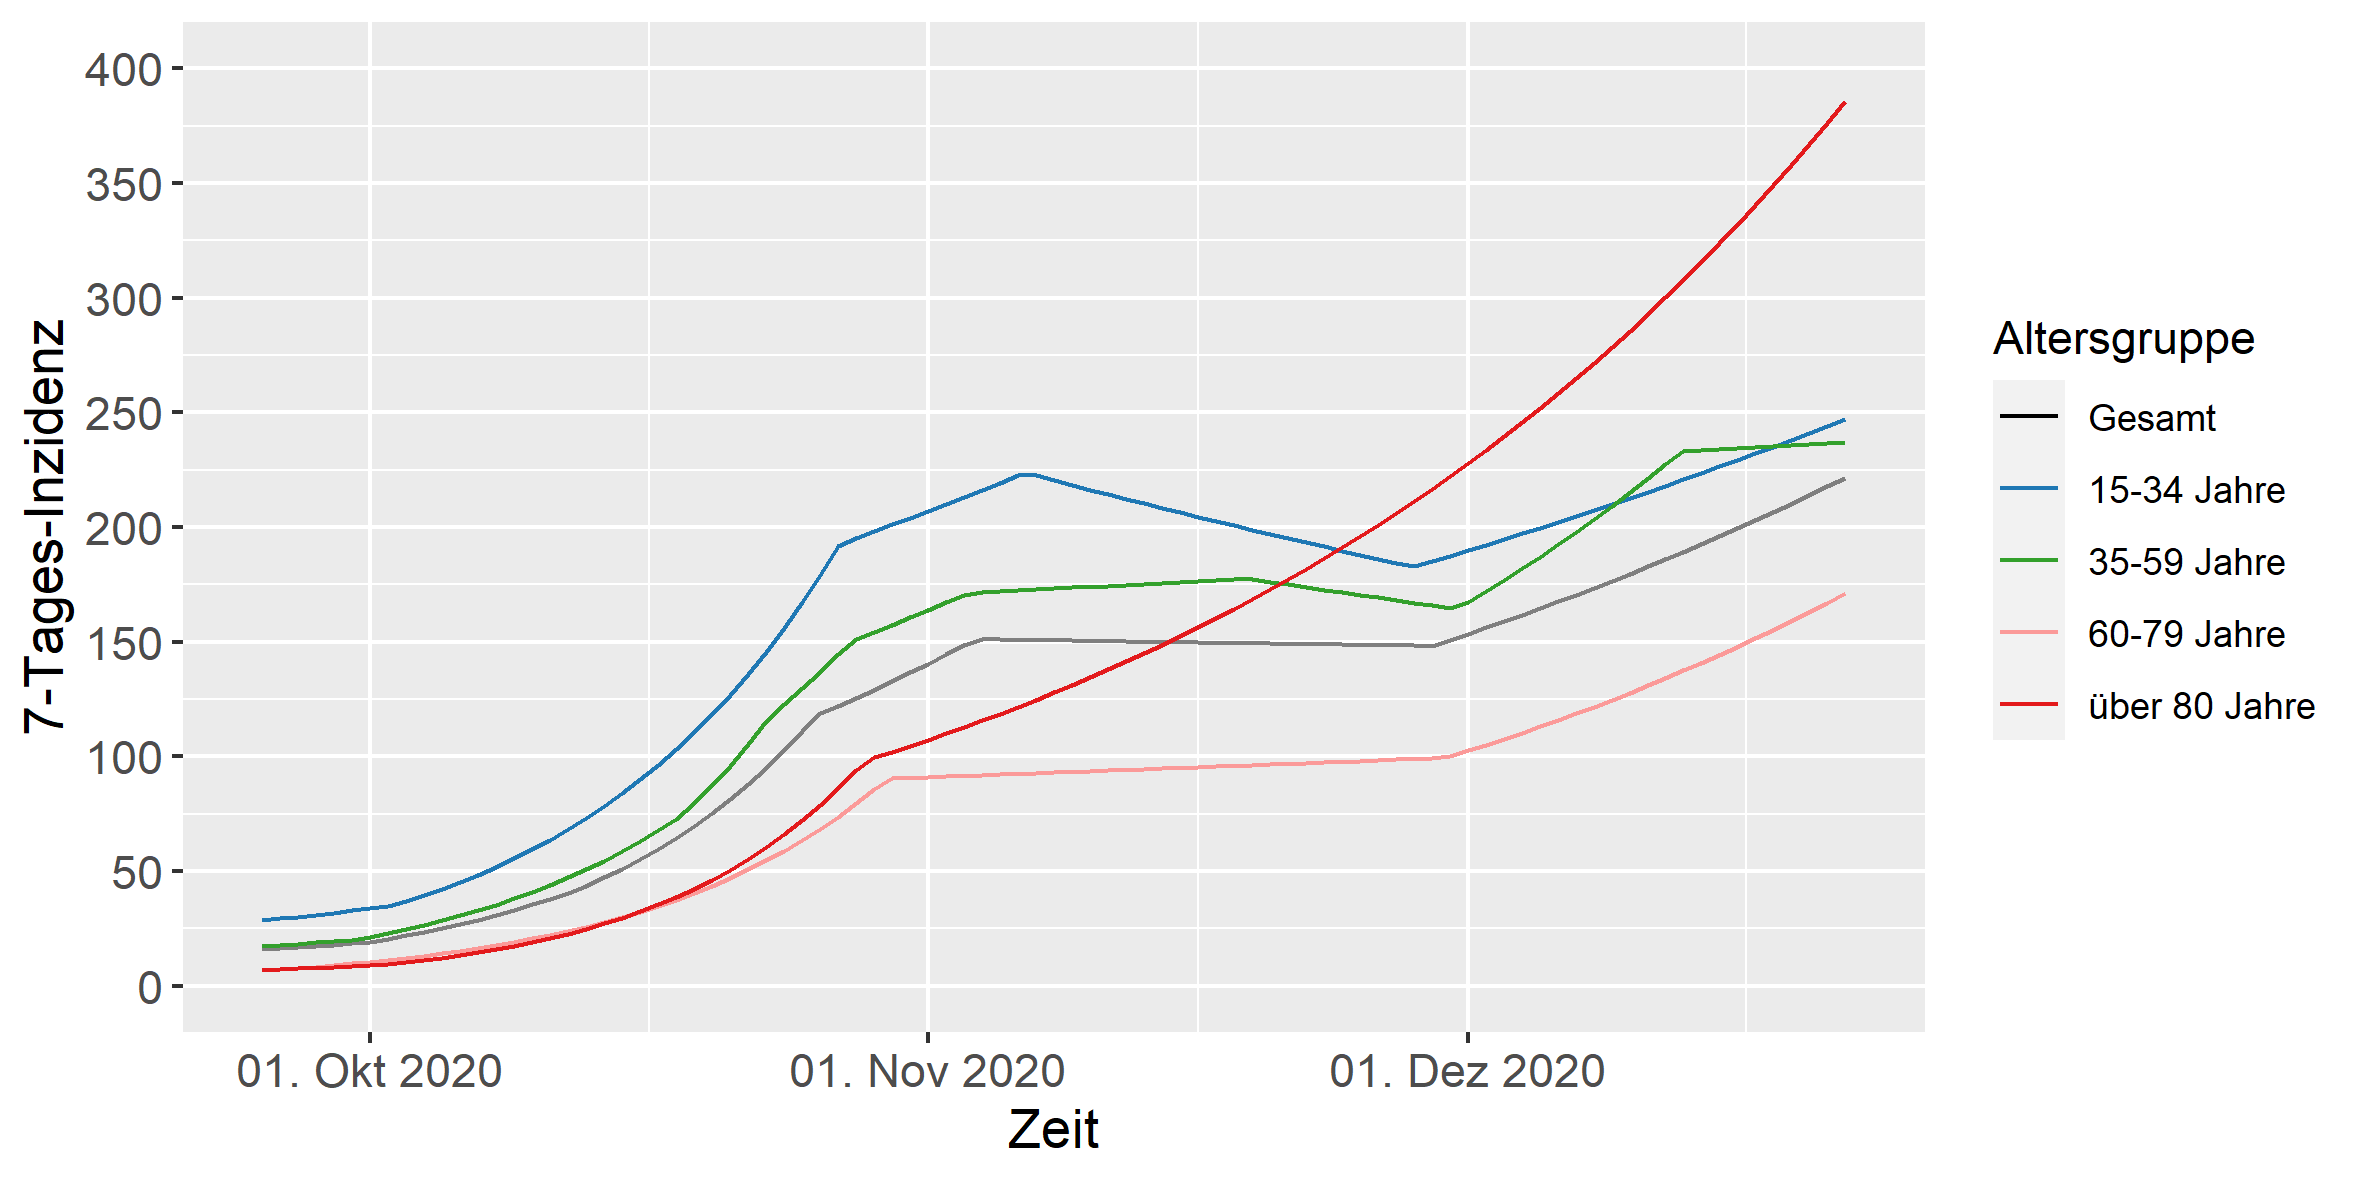 7-Tages-Inzidenz
400
350
300
250
200
150
100
50
0
01. Okt 2020
01. Nov 2020
01. Dez 2020
Zeit
Altersgruppe
Gesamt
15-34 Jahre
35-59 Jahre
60-79 Jahre
über 80 Jahre